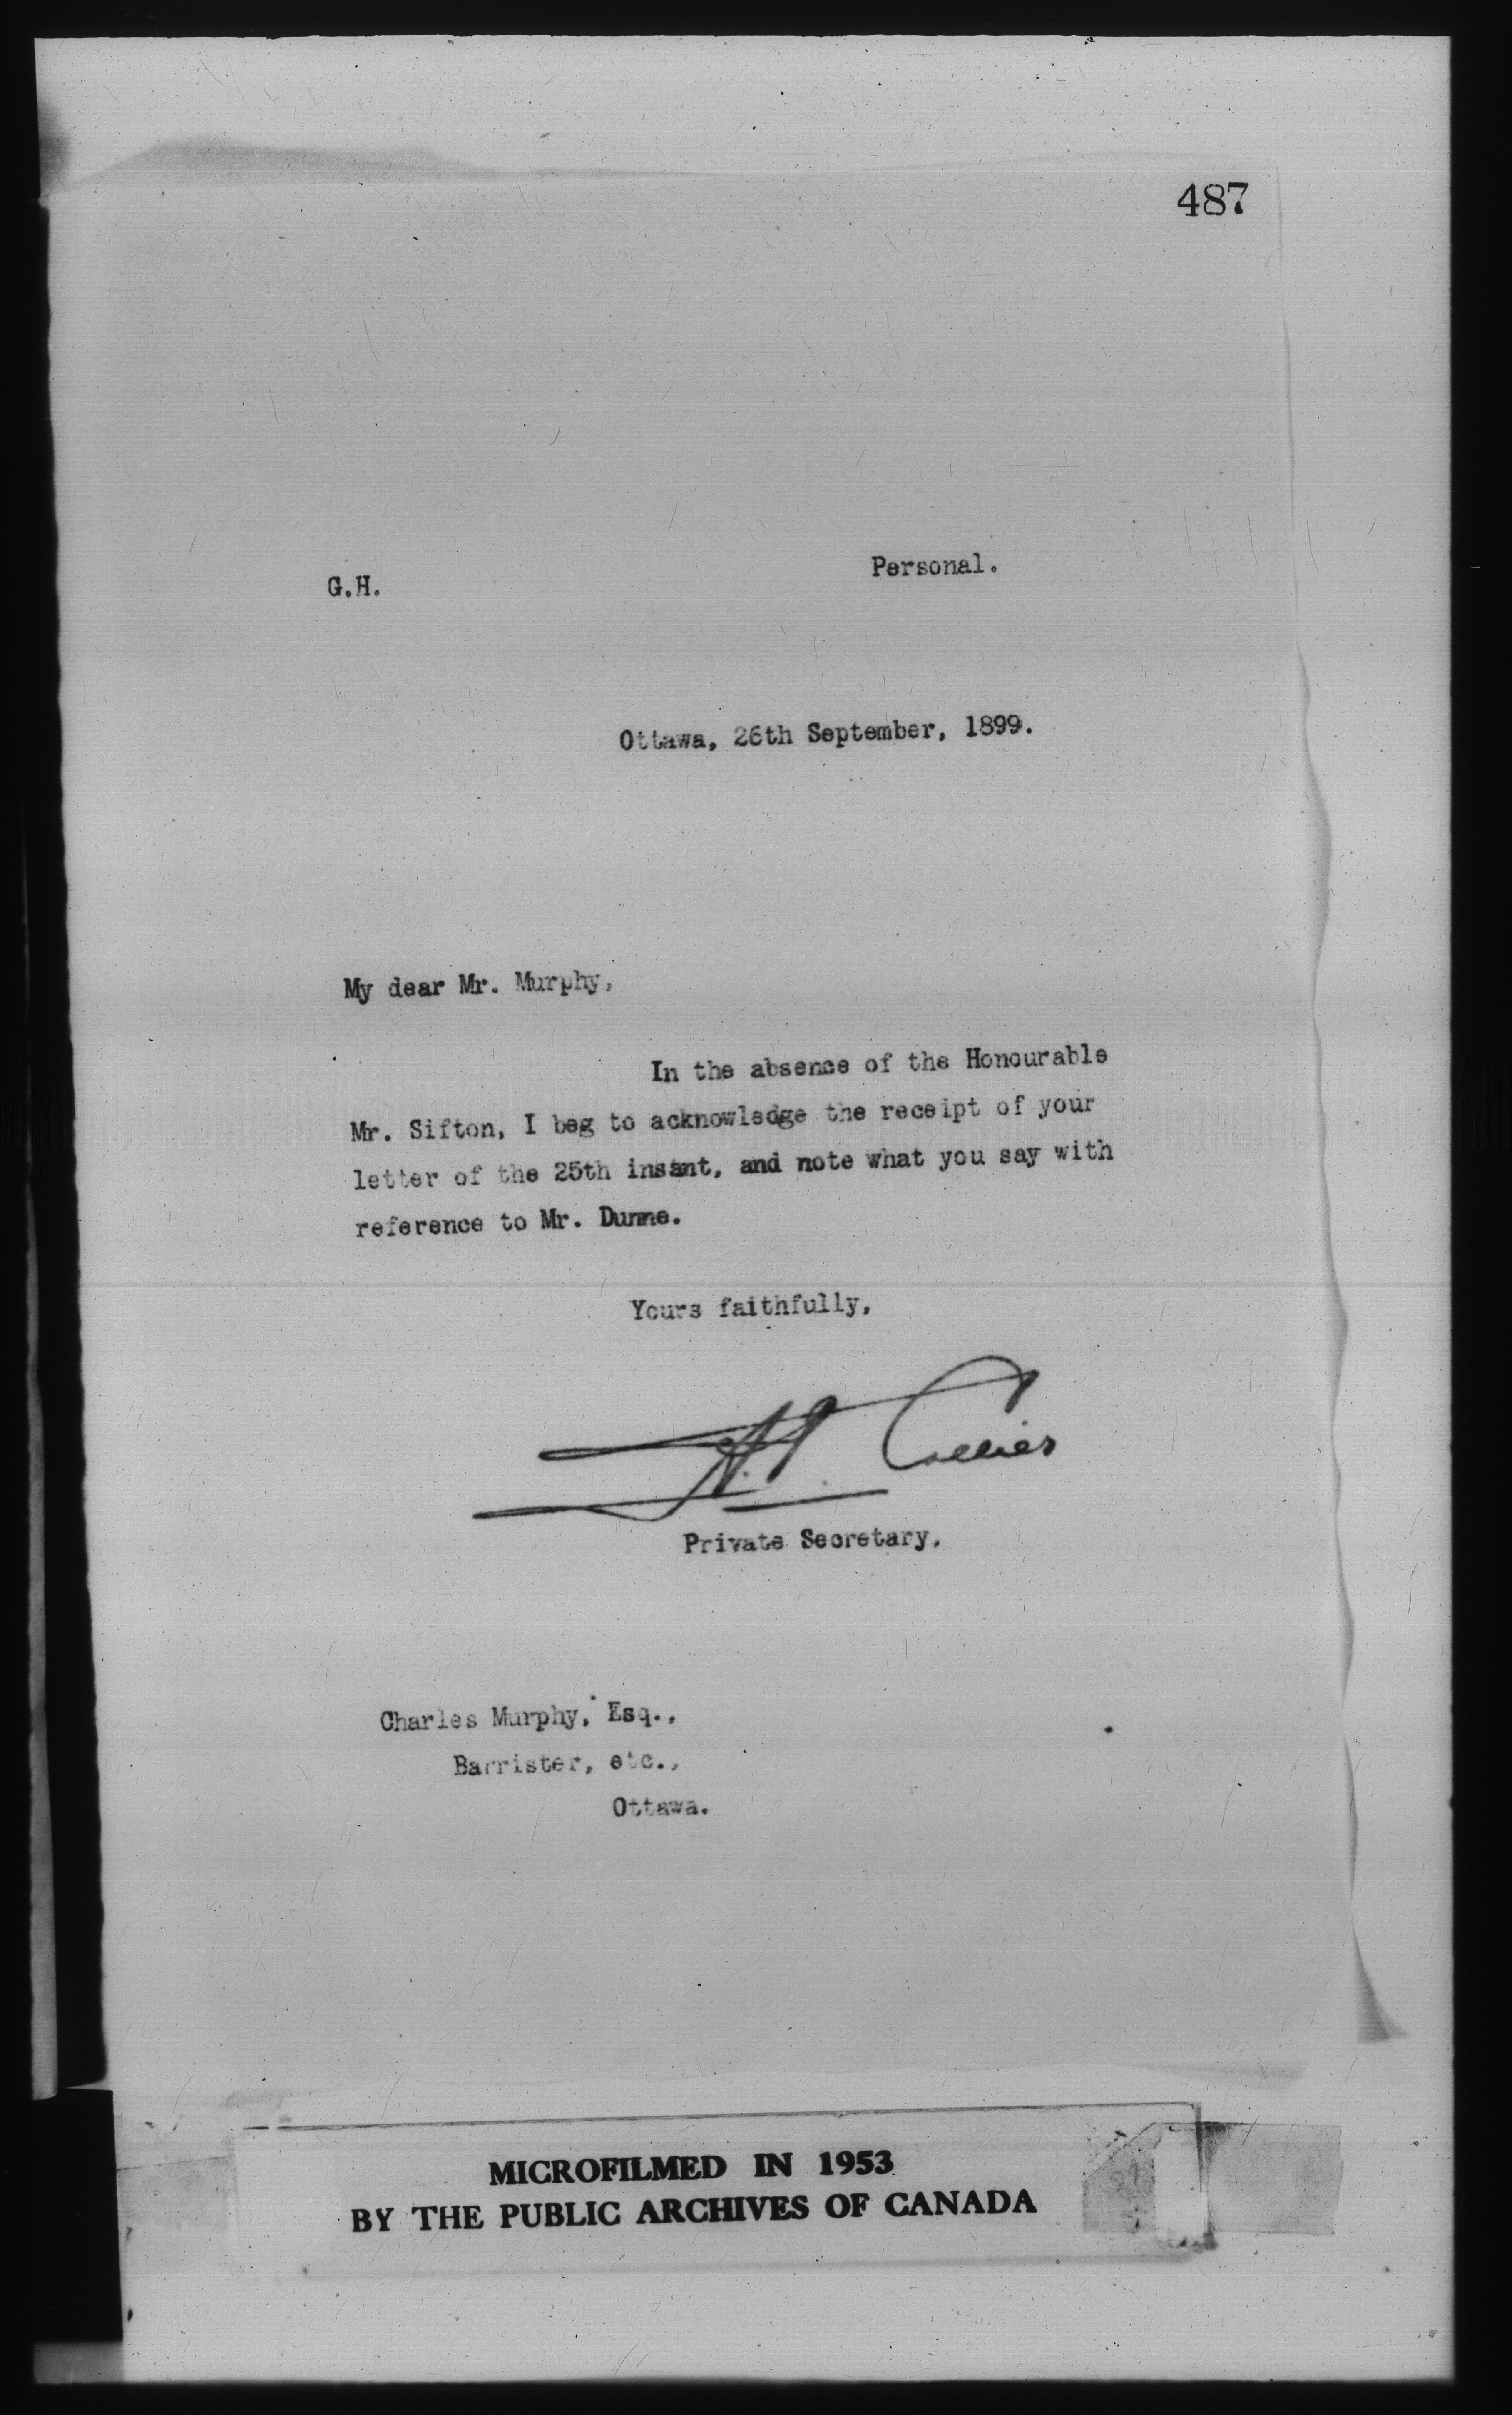 487
Personal.
G.H.
Ottawa, 26th September, 1899.
My dear Mr. Murphy,
In the absence of the Honourable
Mr. Sifton, I beg to acknowledge the receipt of your
letter of the 25th insant, and note what you say with
reference to Mr. Dunne.
Yours faithfully,
Collier
Private Secretary.
Charles Murphy, Esq.,
Barrister, etc.,
Ottawa.
MICROFILMED IN 1953
BY THE PUBLIC ARCHIVES OF CANADA